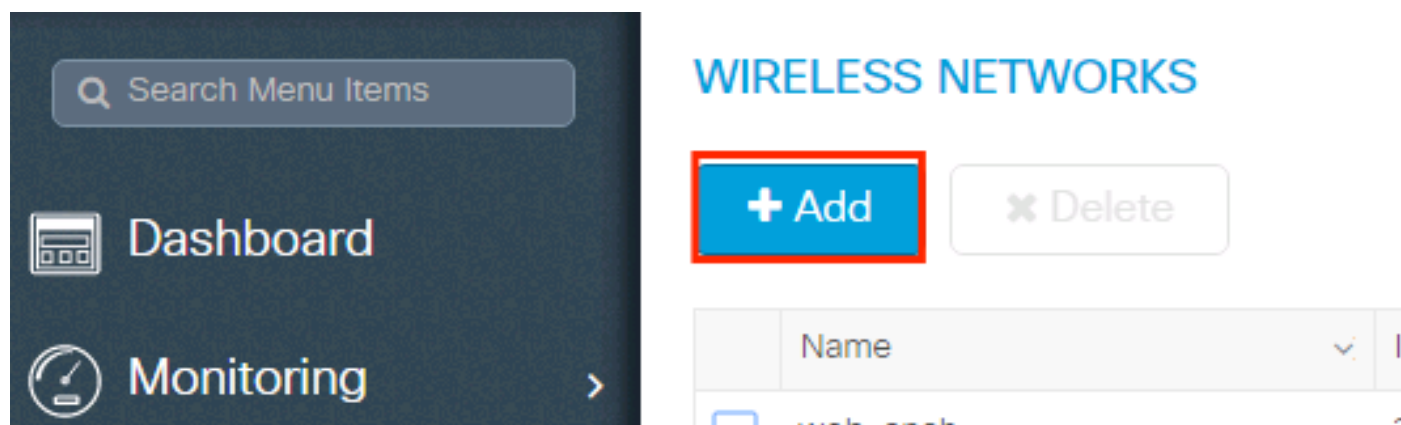 Search Menu Items
Dashboard
Monitoring
WIRELESS NETWORKS
Add
Delete
Name